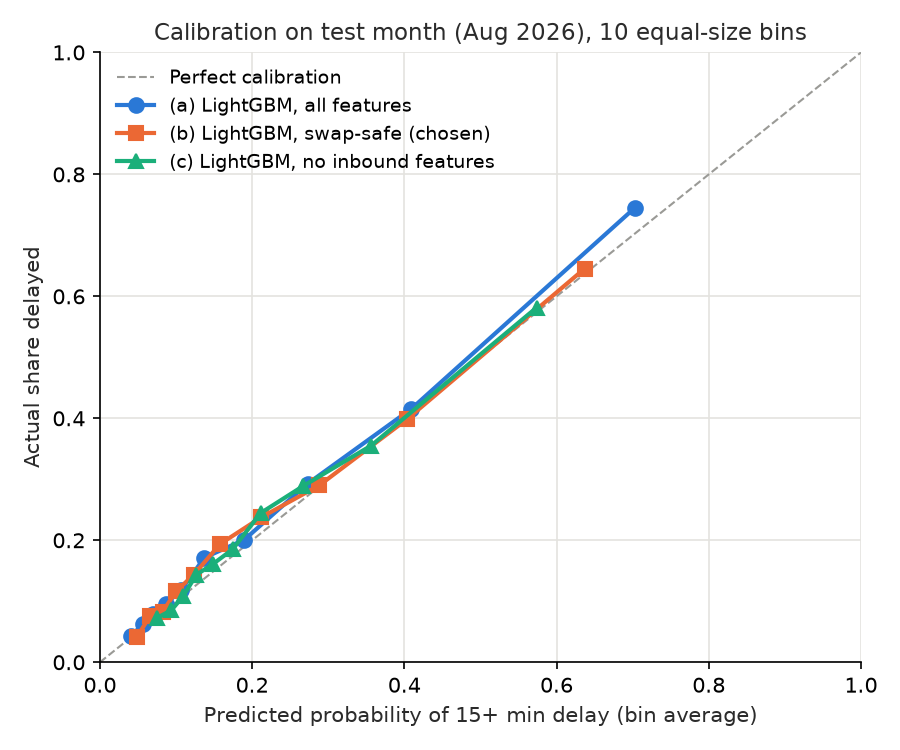 Calibration on test month (Aug 2026), 10 equal-size bins
1.0
Perfect calibration
(a) LightGBM, all features
(b) LightGBM, swap-safe (chosen)
(c) LightGBM, no inbound features
0.8
0.6
0.4
0.2
0.0
Actual share delayed
0.0 0.2 0.4 0.6 0.8 1.0
Predicted probability of 15+ min delay (bin average)